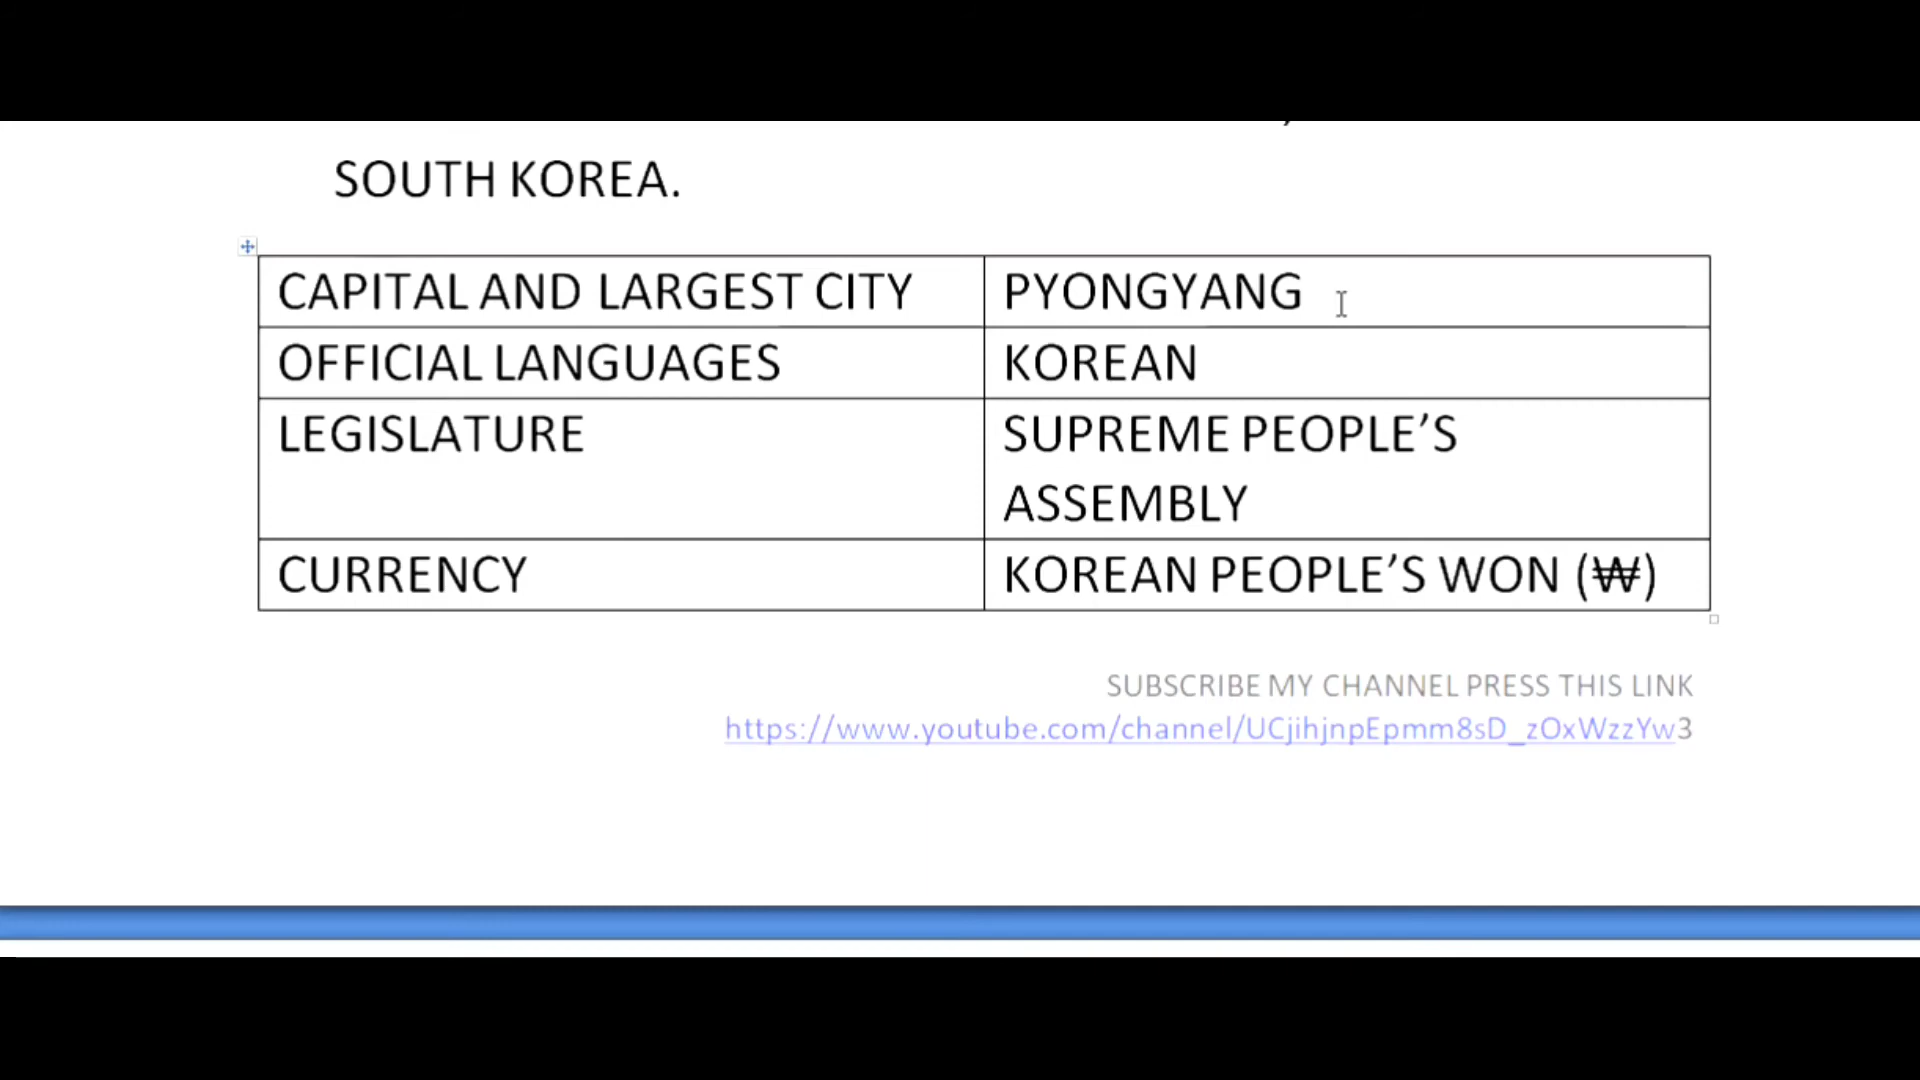 SOUTH KOREA.
CAPITAL AND LARGEST CITY PYONGYANG
OFFICIAL LANGUAGES KOREAN
LEGISLATURE SUPREME PEOPLE’S
ASSEMBLY
CURRENCY KOREAN PEOPLE’S WON (₩)
SUBSCRIBE MY CHANNEL PRESS THIS LINK
https://www.youtube.com/channel/UCjihjnpEpmm8sD_zOxWzzYw3